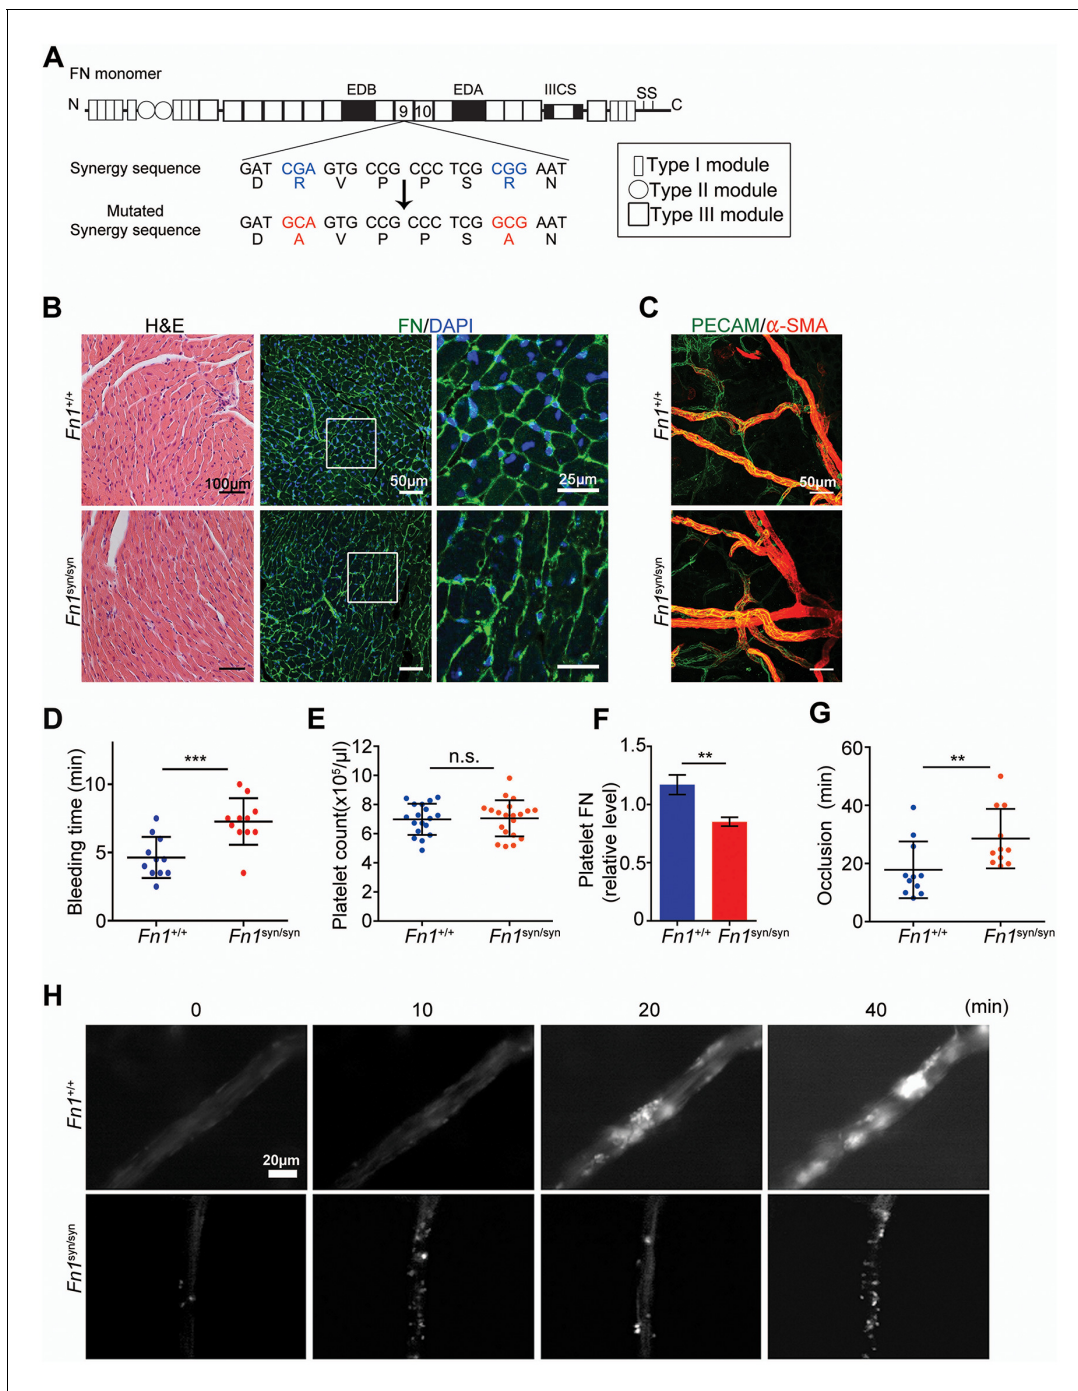 A
FN monomer
EDB EDA IIICS SS
N 9 10 C
Synergy sequence GAT CGA GTG CCG CCC TCG CGG AAT
D R V P P S R N
Mutated
Synergy sequence GAT GCA GTG CCG CCC TCG GCG AAT
D A V P P S A N
Type I module
Type II module
Type III module
B
H&E FN/DAPI
Fn1+/+
100µm 50µm 25µm
Fn1syn/syn
C
PECAM/α-SMA
Fn1+/+
50µm
Fn1syn/syn
D
Bleeding time (min)
***
10
5
0
Fn1+/+ Fn1syn/syn
E
Platelet count(x10⁵/µl)
n.s.
12
10
8
6
4
2
0
Fn1+/+ Fn1syn/syn
F
Platelet FN
(relative level)
**
1.5
1.0
0.5
0
Fn1+/+ Fn1syn/syn
G
Occlusion (min)
**
60
40
20
0
Fn1+/+ Fn1syn/syn
H
0 10 20 40 (min)
Fn1+/+
20µm
Fn1syn/syn